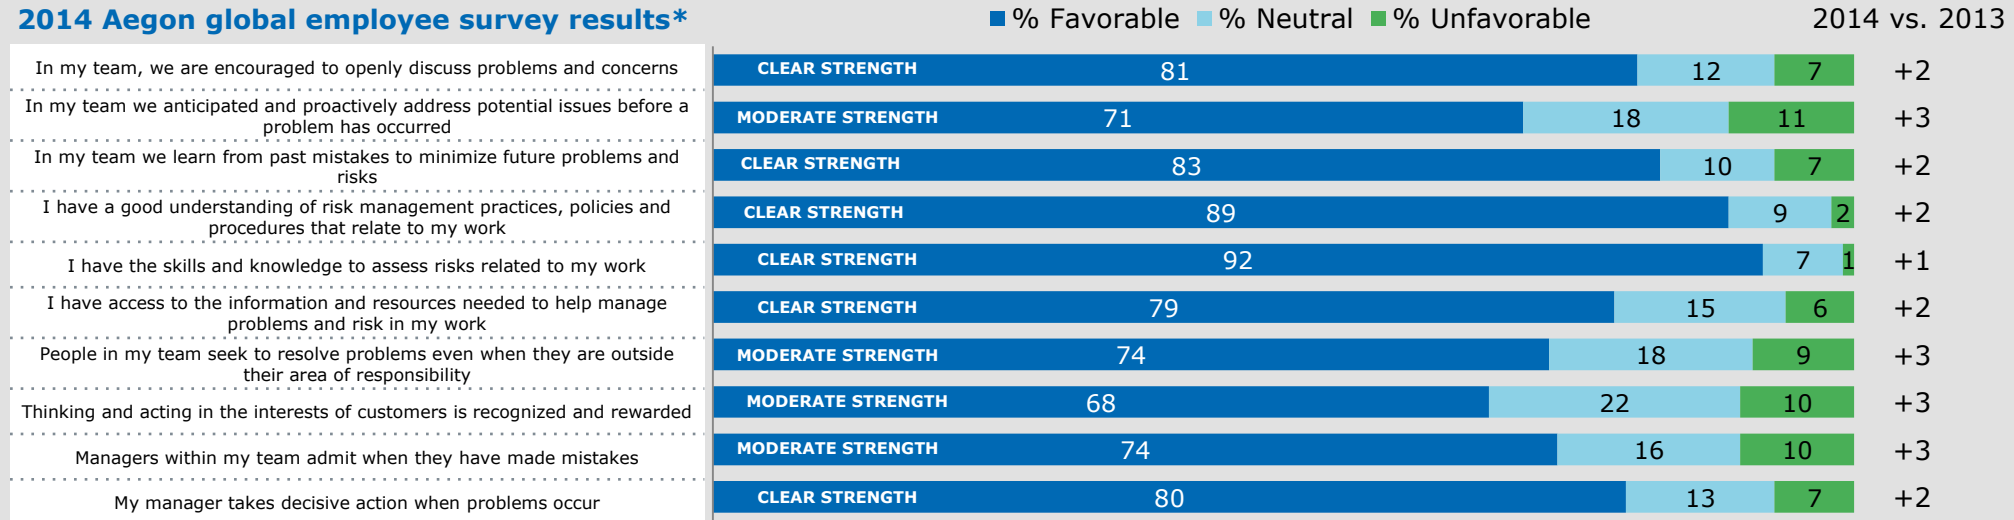 2014 Aegon global employee survey results* % Favorable % Neutral % Unfavorable 2014 vs. 2013
In my team, we are encouraged to openly discuss problems and concerns CLEAR STRENGTH 81 12 7 +2
In my team we anticipated and proactively address potential issues before a
problem has occurred MODERATE STRENGTH 71 18 11 +3
In my team we learn from past mistakes to minimize future problems and
risks CLEAR STRENGTH 83 10 7 +2
I have a good understanding of risk management practices, policies and
procedures that relate to my work CLEAR STRENGTH 89 9 2 +2
I have the skills and knowledge to assess risks related to my work CLEAR STRENGTH 92 7 1 +1
I have access to the information and resources needed to help manage
problems and risk in my work CLEAR STRENGTH 79 15 6 +2
People in my team seek to resolve problems even when they are outside
their area of responsibility MODERATE STRENGTH 74 18 9 +3
Thinking and acting in the interests of customers is recognized and rewarded MODERATE STRENGTH 68 22 10 +3
Managers within my team admit when they have made mistakes MODERATE STRENGTH 74 16 10 +3
My manager takes decisive action when problems occur CLEAR STRENGTH 80 13 7 +2